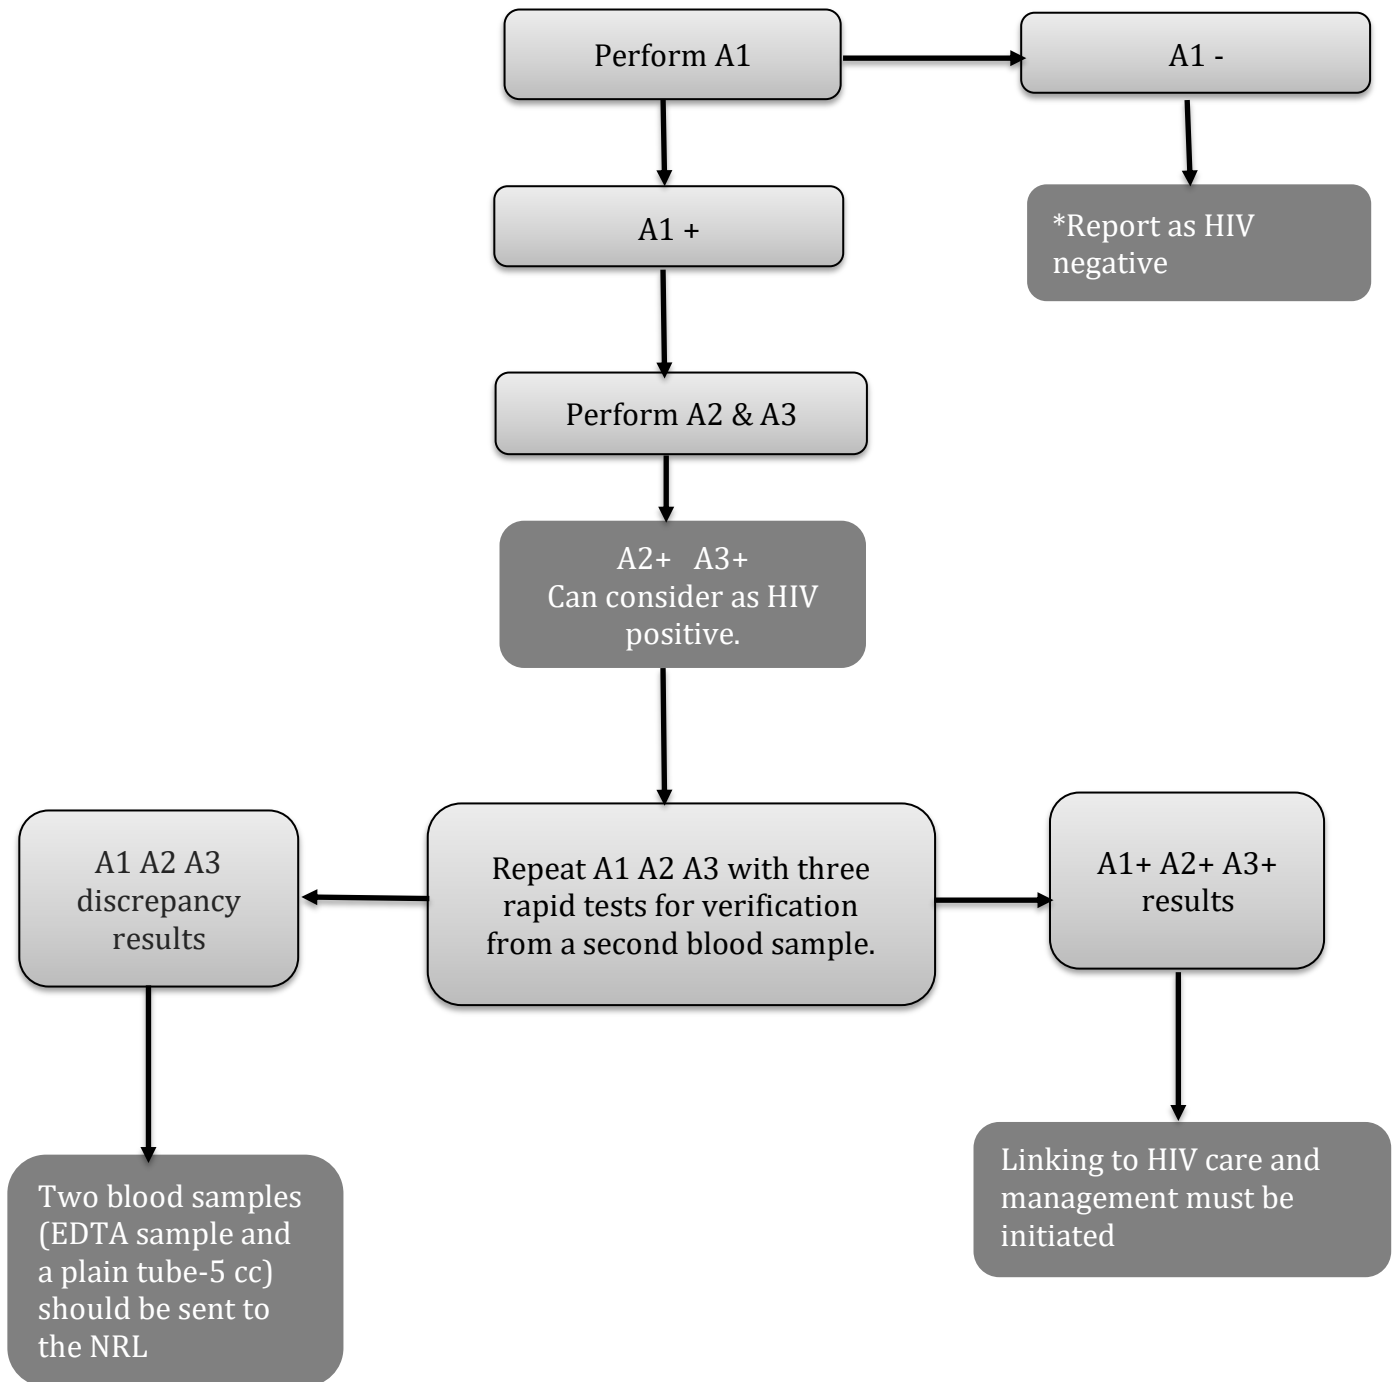 Perform A1
A1 -
*Report as HIV
negative
A1 +
Perform A2 & A3
A2+ A3+
Can consider as HIV
positive.
A1 A2 A3
discrepancy
results
Repeat A1 A2 A3 with three
rapid tests for verification
from a second blood sample.
A1+ A2+ A3+
results
Two blood samples
(EDTA sample and
a plain tube-5 cc)
should be sent to
the NRL
Linking to HIV care and
management must be
initiated